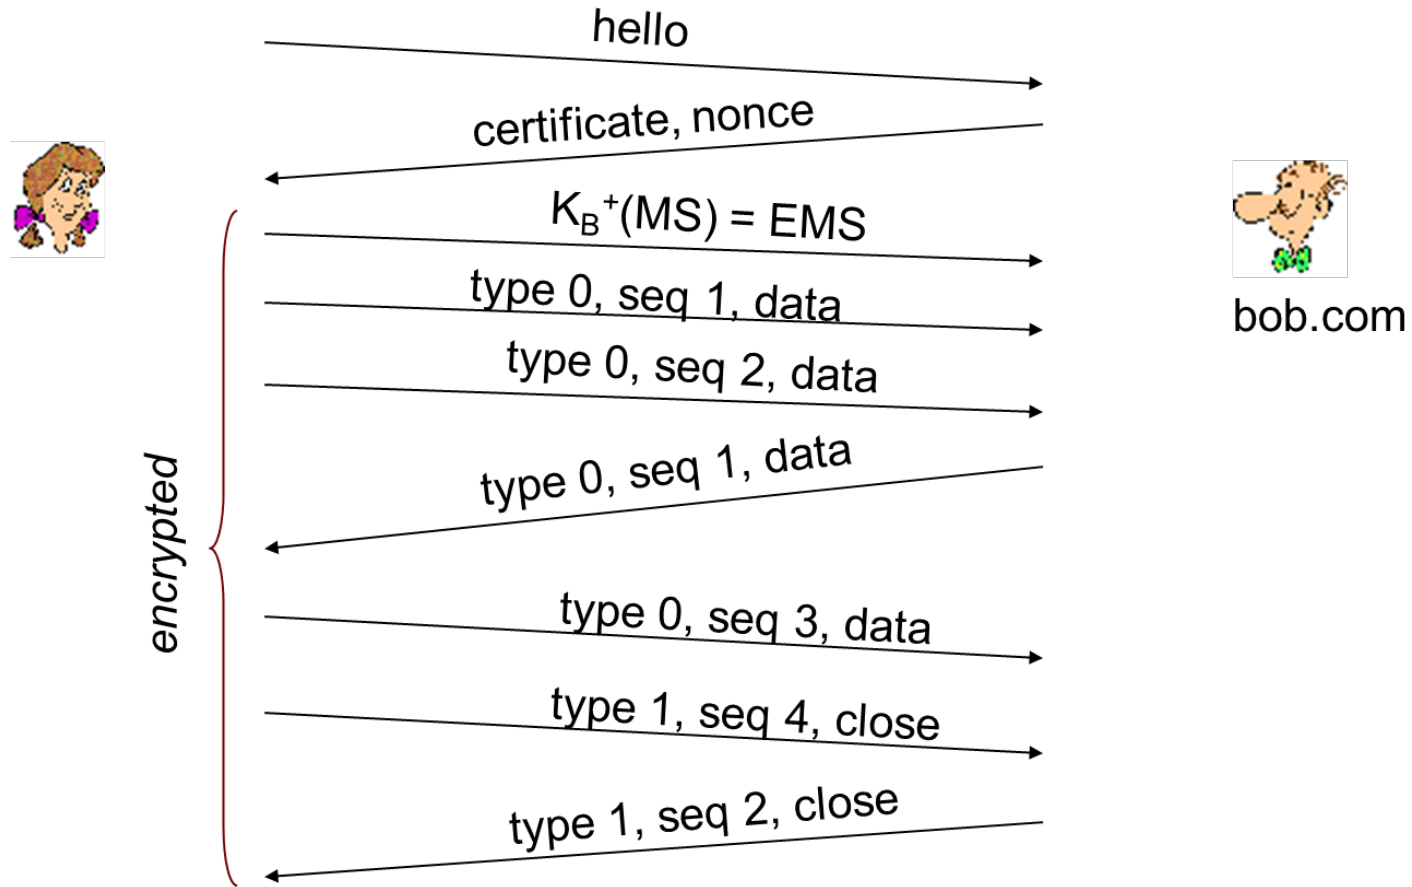 hello
certificate, nonce
K_B^+(MS) = EMS
type 0, seq 1, data
bob.com
type 0, seq 2, data
type 0, seq 1, data
encrypted
type 0, seq 3, data
type 1, seq 4, close
type 1, seq 2, close